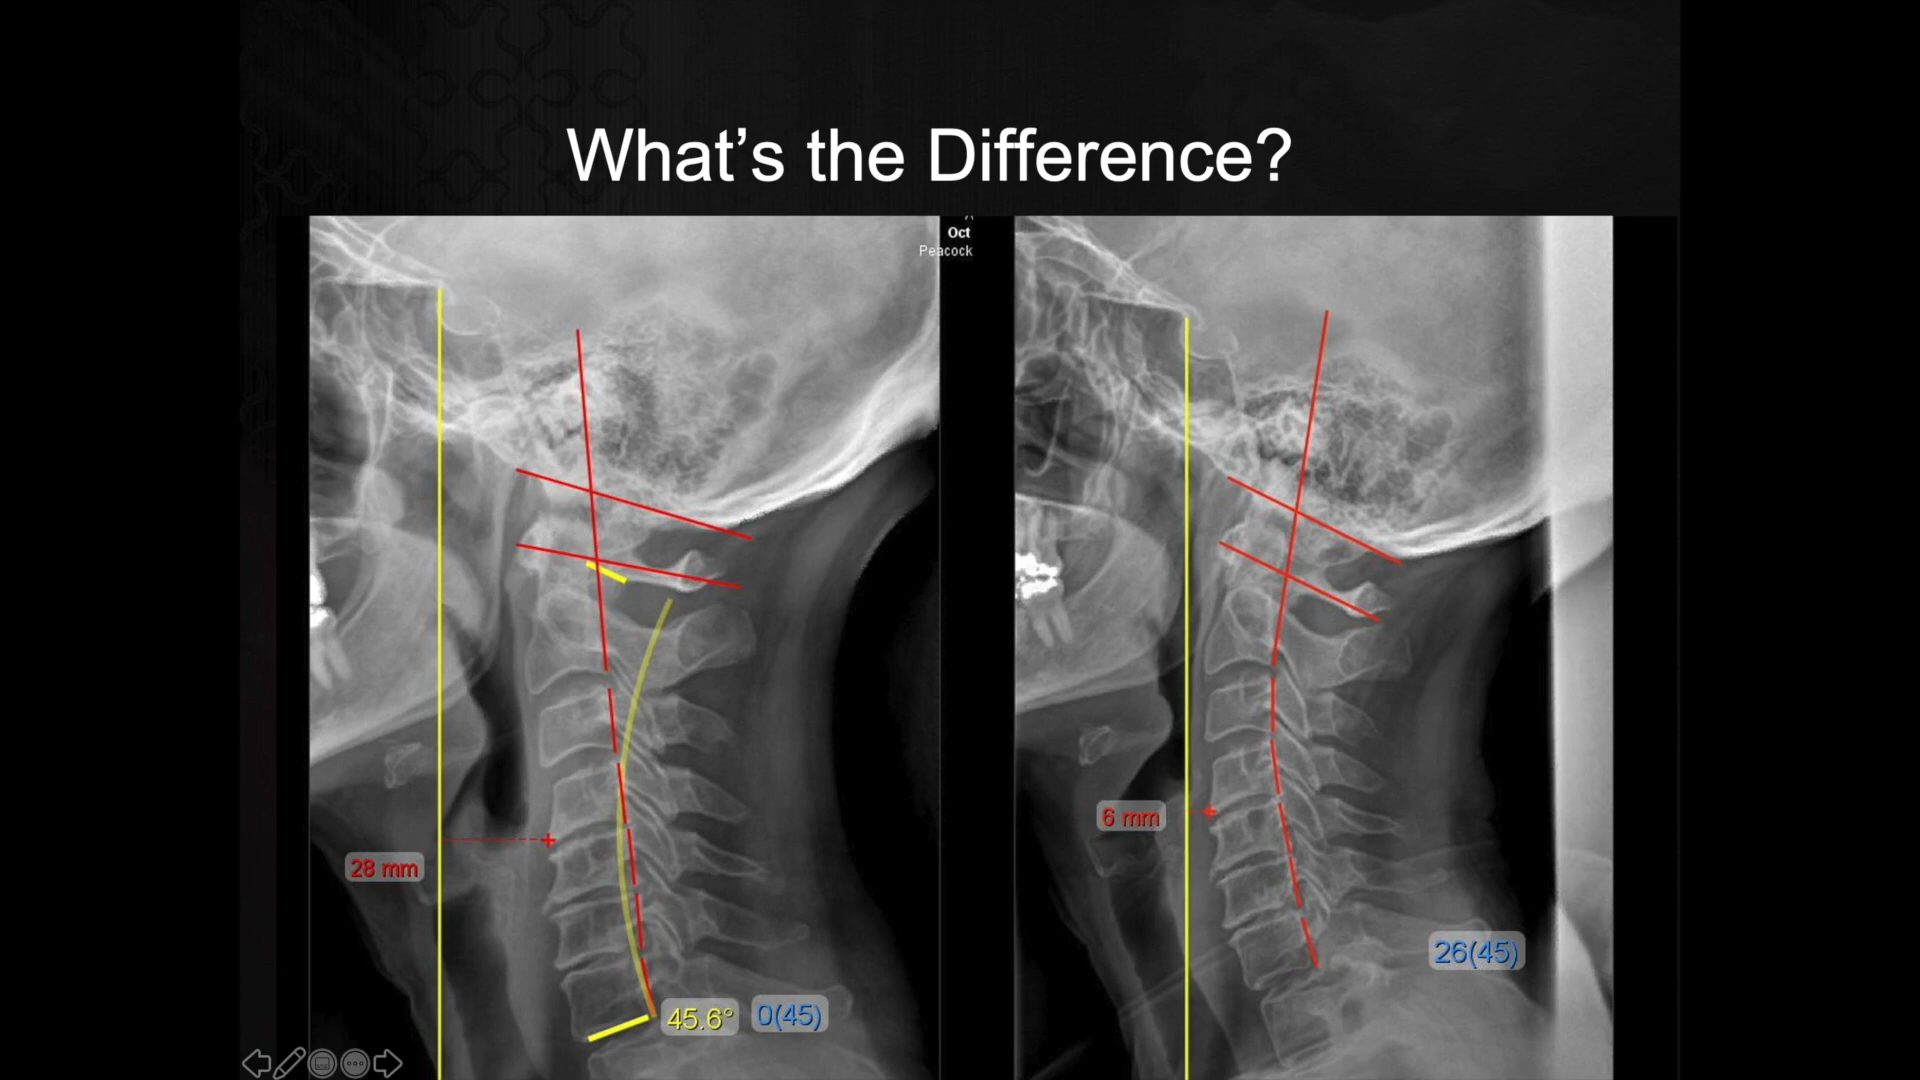 What's the Difference?
Oct
Peacock
28 mm
45.6°
0(45)
6 mm
26(45)